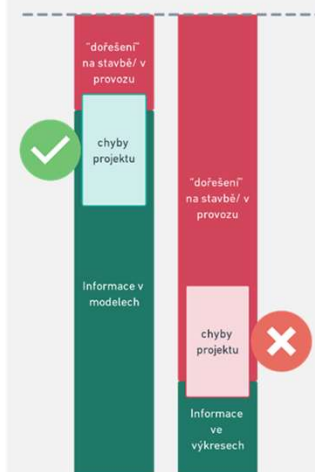 "dořešení"
na stavbě/ v
provozu
chyby
projektu
Informace v
modelech
"dořešení"
na stavbě/ v
provozu
chyby
projektu
Informace
ve
výkresech